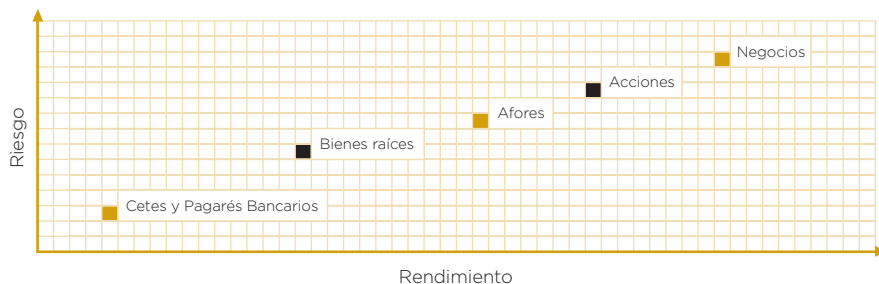 Negocios
Acciones
Afores
Bienes raíces
Cetes y Pagarés Bancarios
Riesgo
Rendimiento